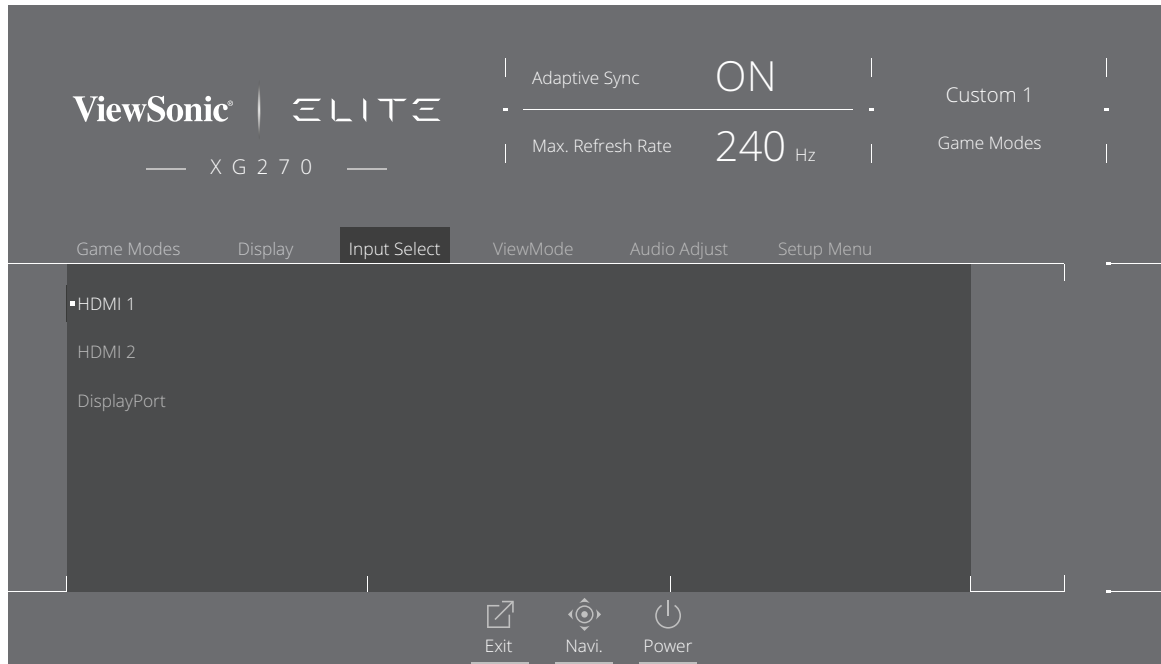 ViewSonic® ELITE
XG270
Adaptive Sync ON
Max. Refresh Rate 240 Hz
Custom 1
Game Modes
Game Modes Display Input Select ViewMode Audio Adjust Setup Menu
HDMI 1
HDMI 2
DisplayPort
Exit Navi. Power